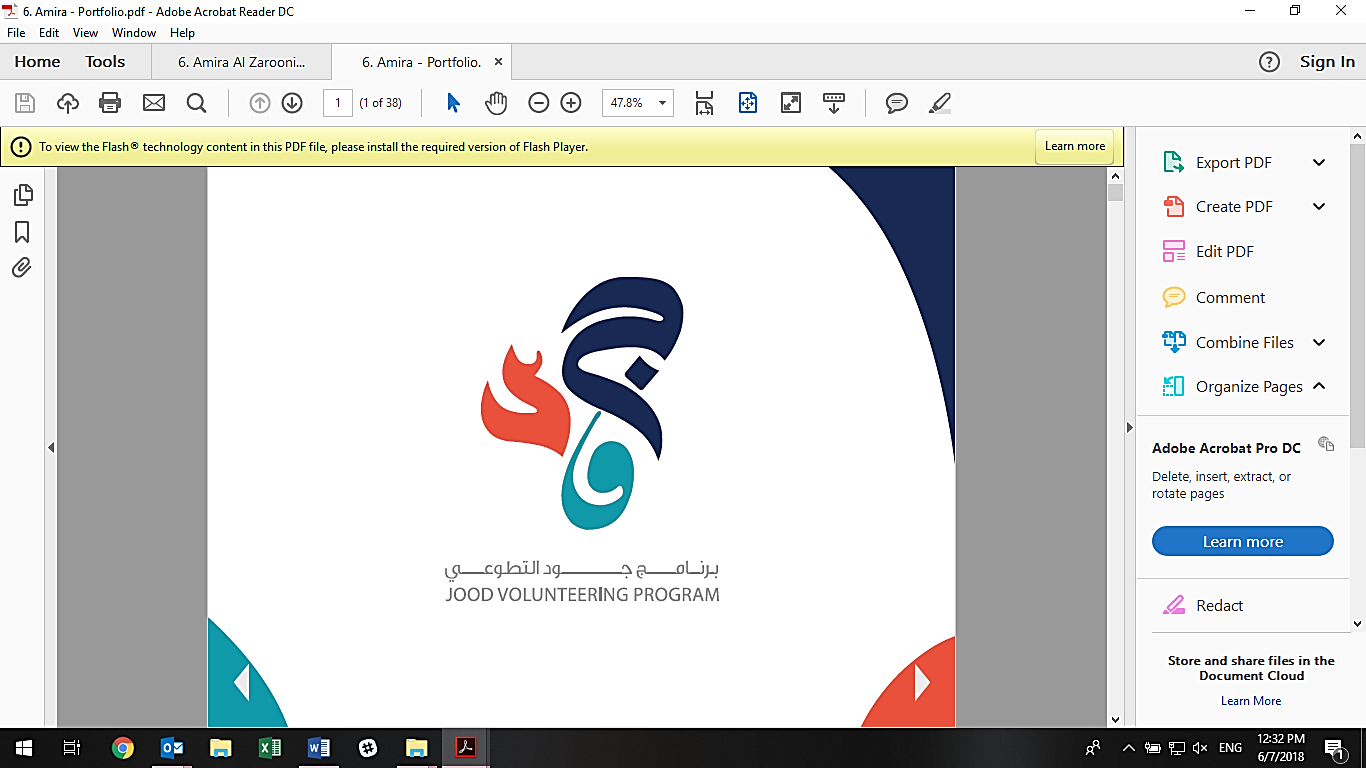 6. Amira - Portfolio.pdf - Adobe Acrobat Reader DC
File Edit View Window Help
Home Tools 6. Amira Al Zarooni... 6. Amira - Portfolio. ×
1 (1 of 38) 47.8% Sign In
To view the Flash® technology content in this PDF file, please install the required version of Flash Player. Learn more
برنامج جود التطوعي
JOOD VOLUNTEERING PROGRAM
Export PDF
Create PDF
Edit PDF
Comment
Combine Files
Organize Pages
Adobe Acrobat Pro DC
Delete, insert, extract, or
rotate pages
Learn more
Redact
Store and share files in the
Document Cloud
Learn More
ENG 12:32 PM
6/7/2018 1